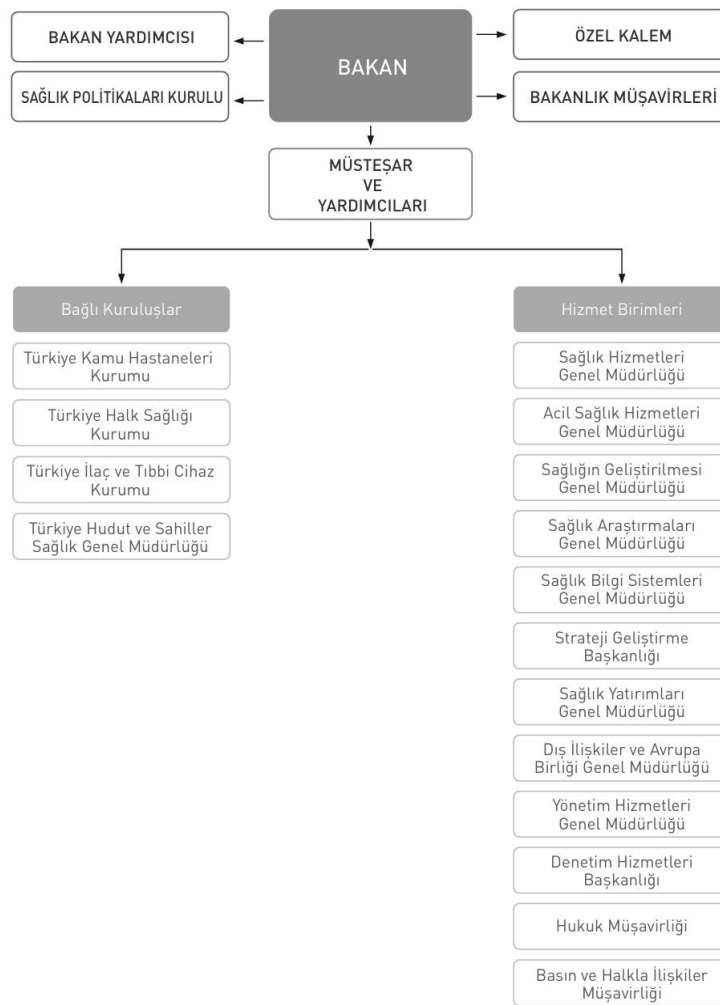 BAKAN YARDIMCISI
BAKAN
ÖZEL KALEM
SAĞLIK POLİTİKALARI KURULU
BAKANLIK MÜŞAVİRLERİ
MÜSTEŞAR
VE
YARDIMCILARI
Bağlı Kuruluşlar
Türkiye Kamu Hastaneleri
Kurumu
Türkiye Halk Sağlığı
Kurumu
Türkiye İlaç ve Tıbbi Cihaz
Kurumu
Türkiye Hudut ve Sahiller
Sağlık Genel Müdürlüğü
Hizmet Birimleri
Sağlık Hizmetleri
Genel Müdürlüğü
Acil Sağlık Hizmetleri
Genel Müdürlüğü
Sağlığın Geliştirilmesi
Genel Müdürlüğü
Sağlık Araştırmaları
Genel Müdürlüğü
Sağlık Bilgi Sistemleri
Genel Müdürlüğü
Strateji Geliştirme
Başkanlığı
Sağlık Yatırımları
Genel Müdürlüğü
Dış İlişkiler ve Avrupa
Birliği Genel Müdürlüğü
Yönetim Hizmetleri
Genel Müdürlüğü
Denetim Hizmetleri
Başkanlığı
Hukuk Müşavirliği
Basın ve Halkla İlişkiler
Müşavirliği